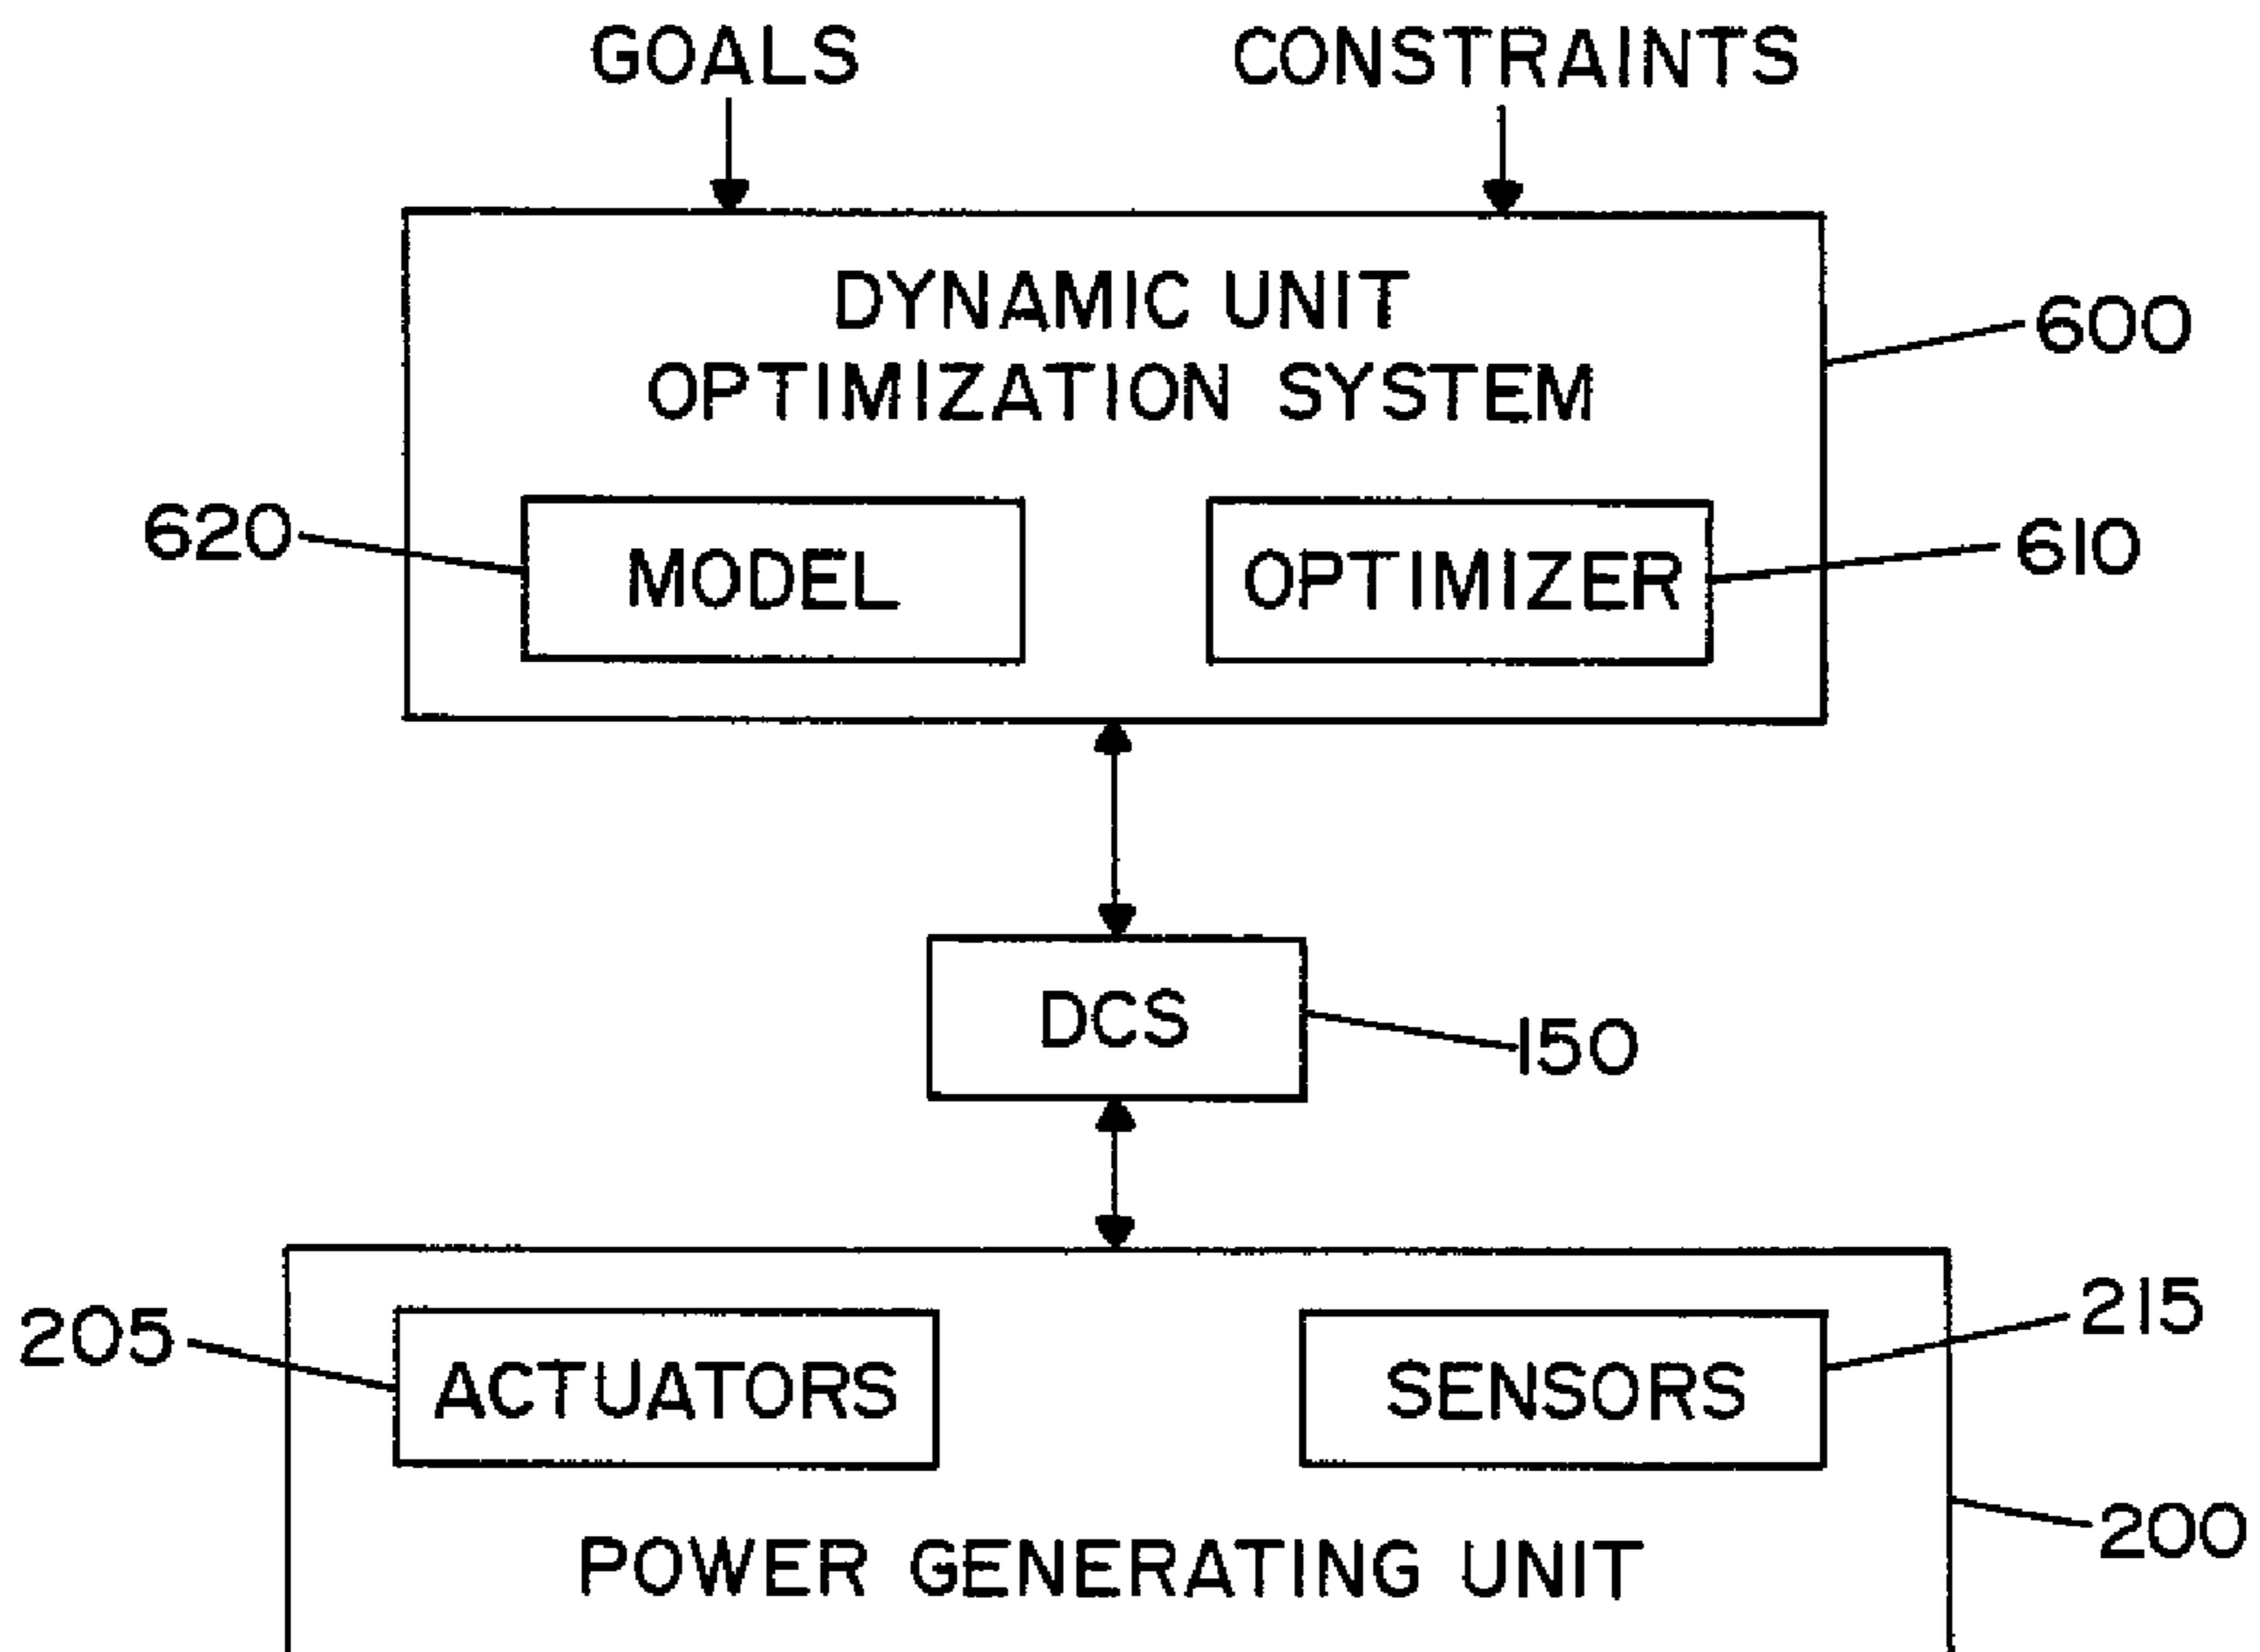 GOALS
CONSTRAINTS
DYNAMIC UNIT
OPTIMIZATION SYSTEM
600
620
MODEL
OPTIMIZER
610
DCS
150
205
ACTUATORS
SENSORS
215
POWER GENERATING UNIT
200